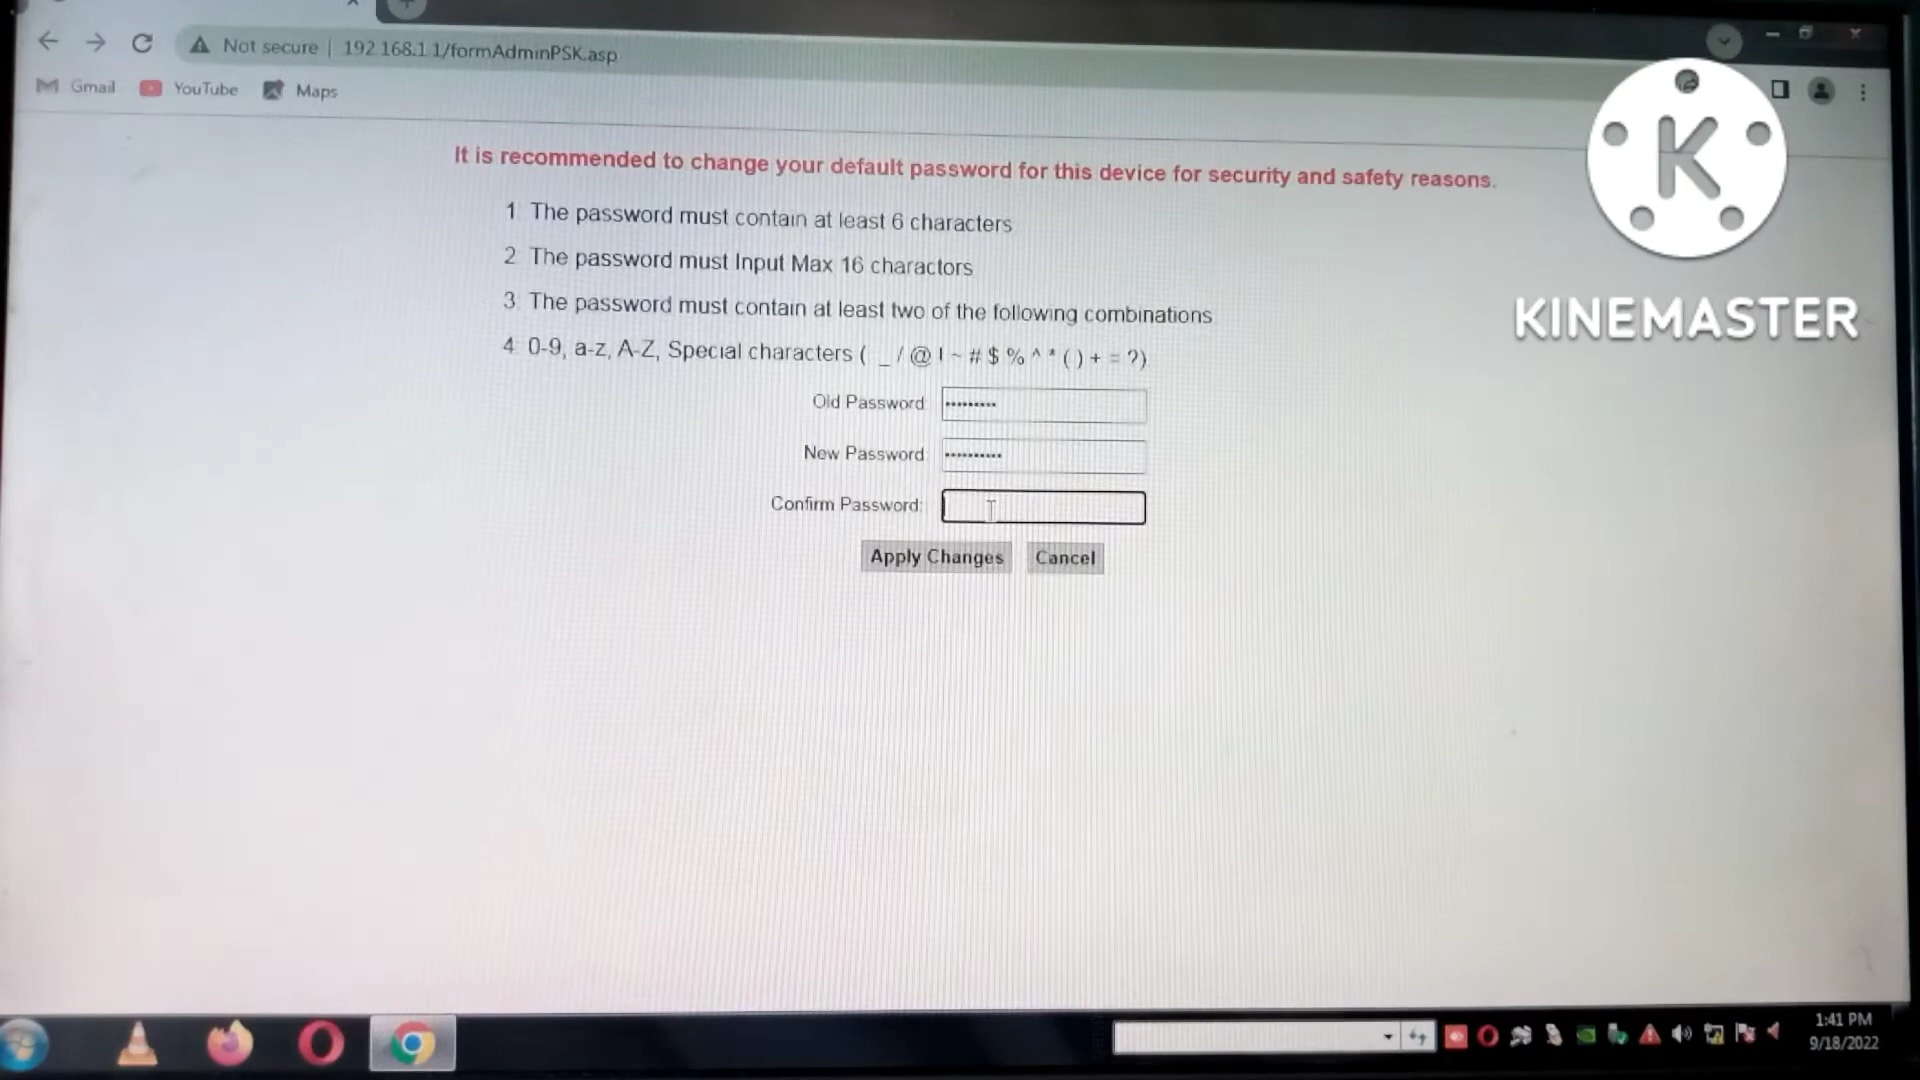 Not secure | 192.168.1.1/formAdminPSK.asp
Gmail YouTube Maps
It is recommended to change your default password for this device for security and safety reasons.
1 The password must contain at least 6 characters
2 The password must Input Max 16 charactors
3 The password must contain at least two of the following combinations
4 0-9, a-z, A-Z, Special characters ( _ / @ ! ~ # $ % ^ * ( ) + = ?)
Old Password
New Password
Confirm Password:
Apply Changes Cancel
K
KINEMASTER
1:41 PM
9/18/2022